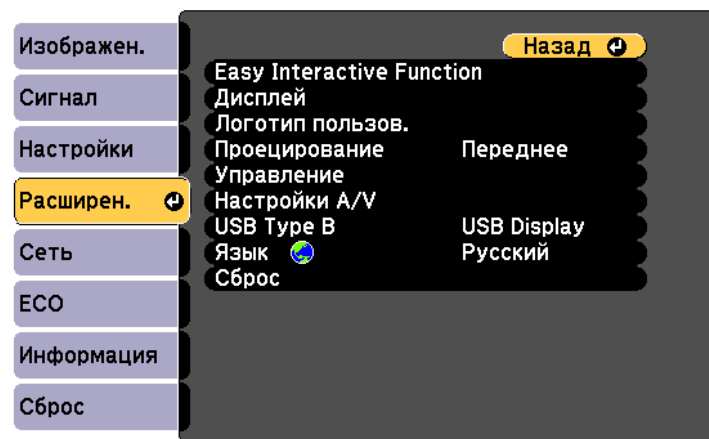 Изображен.
Сигнал
Настройки
Расширен.
Сеть
ECO
Информация
Сброс
Назад
Easy Interactive Function
Дисплей
Логотип пользов.
Проецирование Переднее
Управление
Настройки A/V
USB Type B USB Display
Язык Русский
Сброс